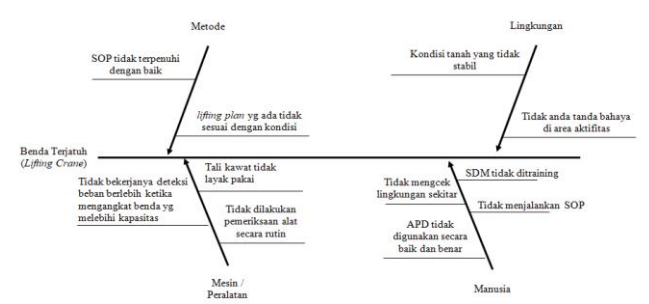 Metode
Lingkungan
SOP tidak terpenuhi
dengan baik
Kondisi tanah yang tidak
stabil
lifting plan yg ada tidak
sesuai dengan kondisi
Tidak anda tanda bahaya
di area aktifitas
Benda Terjatuh
(Lifting Crane)
Tali kawat tidak
layak pakai
Tidak bekerjanya deteksi
beban berlebih ketika
mengangkat benda yg
melebihi kapasitas
Tidak dilakukan
pemeriksaan alat
secara rutin
SDM tidak ditraining
Tidak mengcek
lingkungan sekitar
Tidak menjalankan SOP
APD tidak
digunakan secara
baik dan benar
Mesin /
Peralatan
Manusia